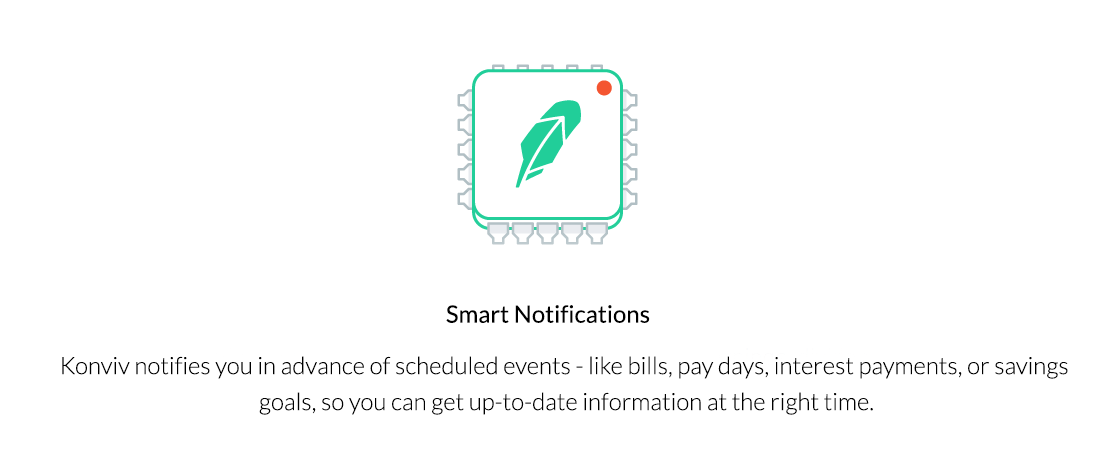 Smart Notifications
Konviv notifies you in advance of scheduled events - like bills, pay days, interest payments, or savings
goals, so you can get up-to-date information at the right time.